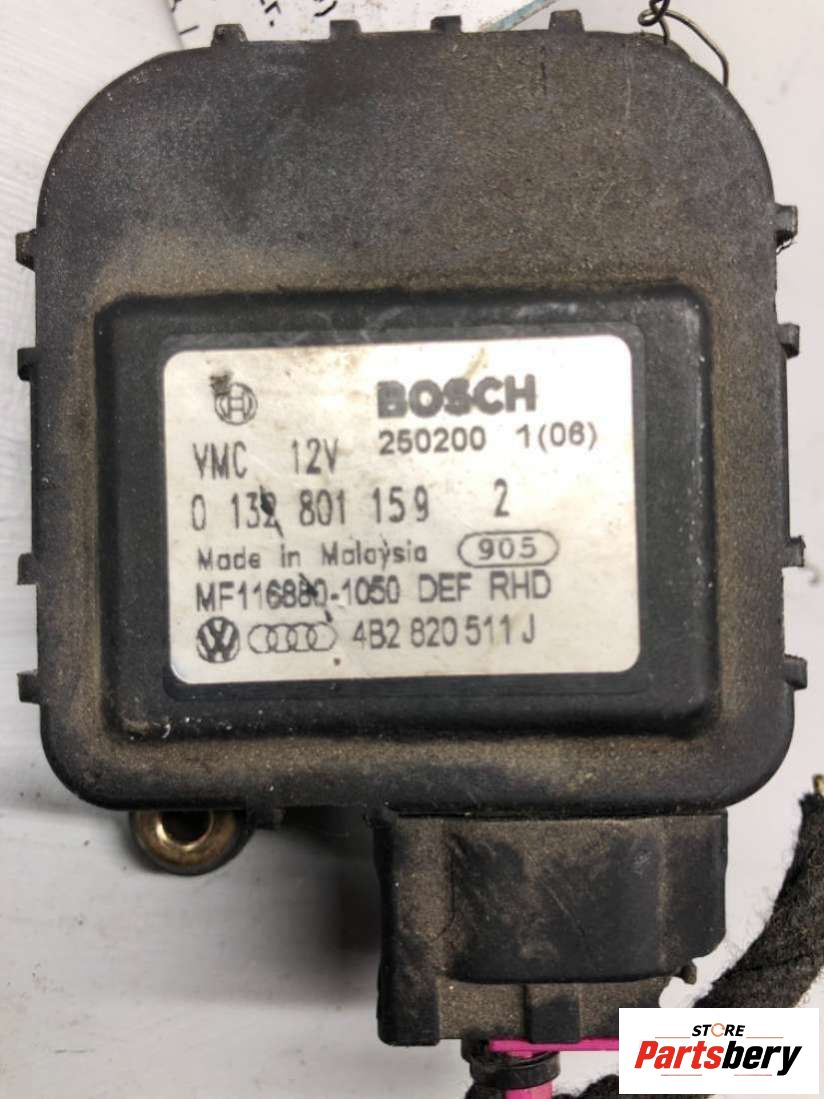 BOSCH
VMC 12V 250200 1(06)
0 132 801 159 2
Made in Malaysia 905
MF116880-1050 DEF RHD
VW 4B2 820 511 J
STORE
Partsbery